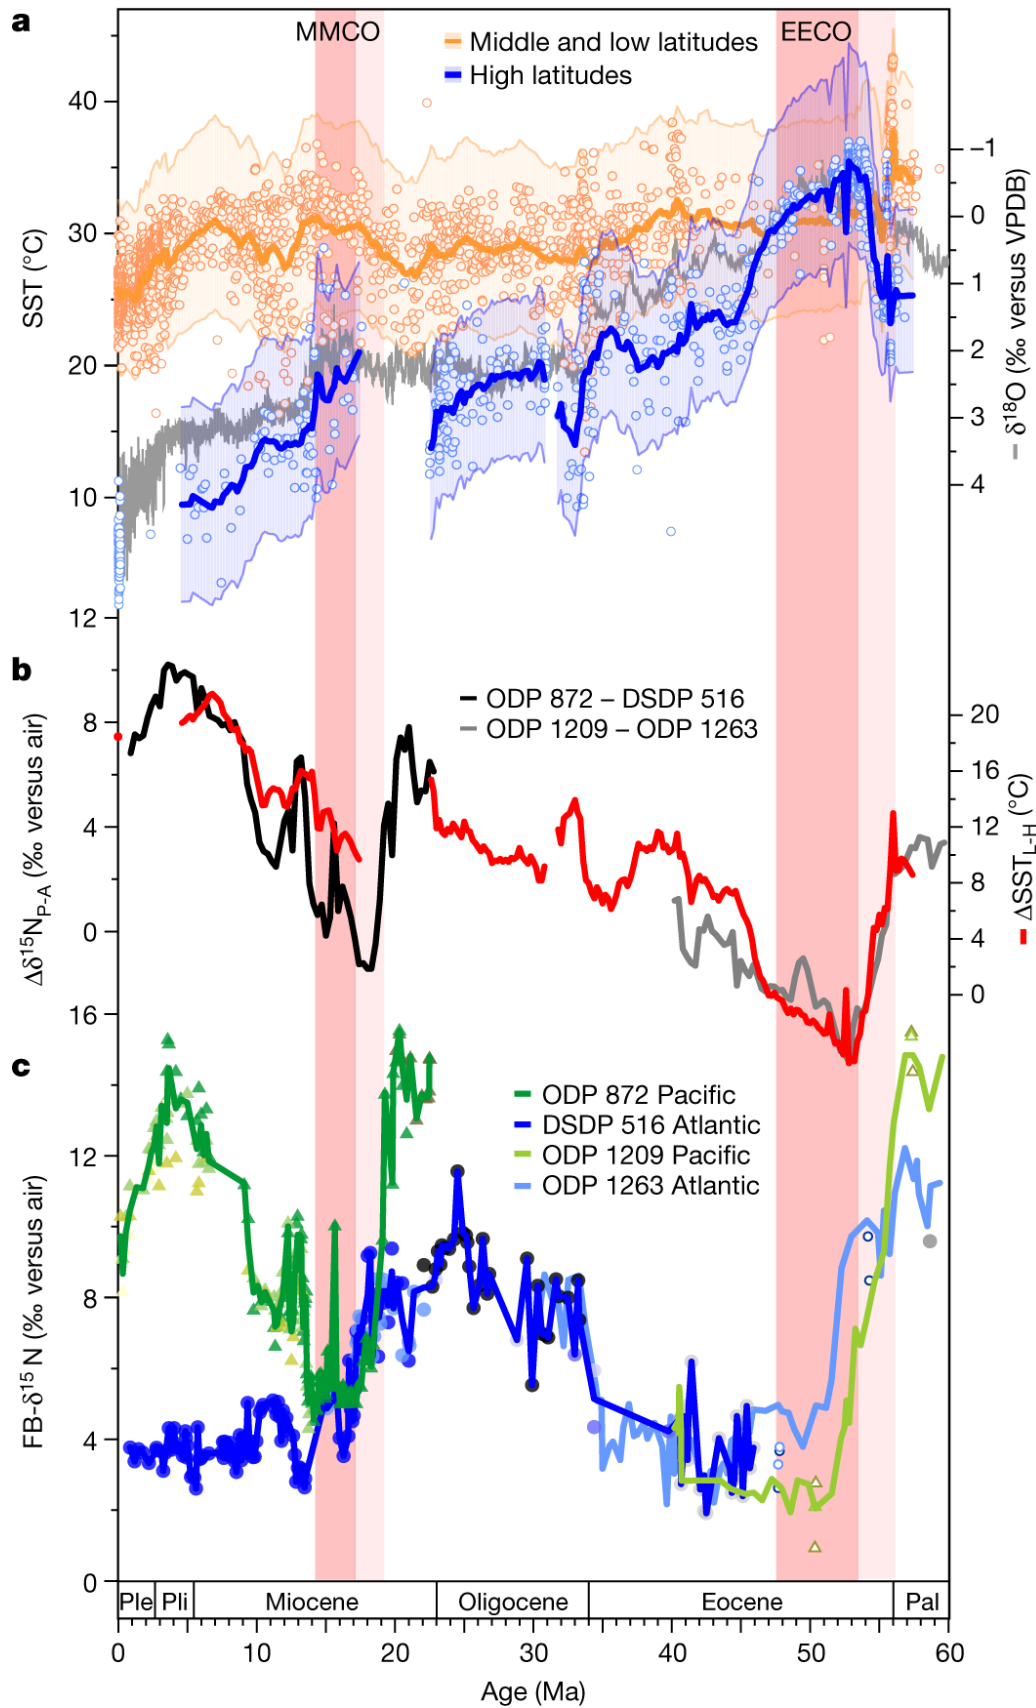 a
MMCO
EECO
Middle and low latitudes
High latitudes
40
30
20
10
SST (°C)
–1
0
1
2
3
4
δ18O (‰ versus VPDB)
b
ODP 872 – DSDP 516
ODP 1209 – ODP 1263
12
8
4
0
Δδ15NP-A (‰ versus air)
20
16
12
8
4
0
ΔSSTL-H (°C)
c
ODP 872 Pacific
DSDP 516 Atlantic
ODP 1209 Pacific
ODP 1263 Atlantic
16
12
8
4
0
FB-δ15N (‰ versus air)
Ple Pli Miocene Oligocene Eocene Pal
0 10 20 30 40 50 60
Age (Ma)